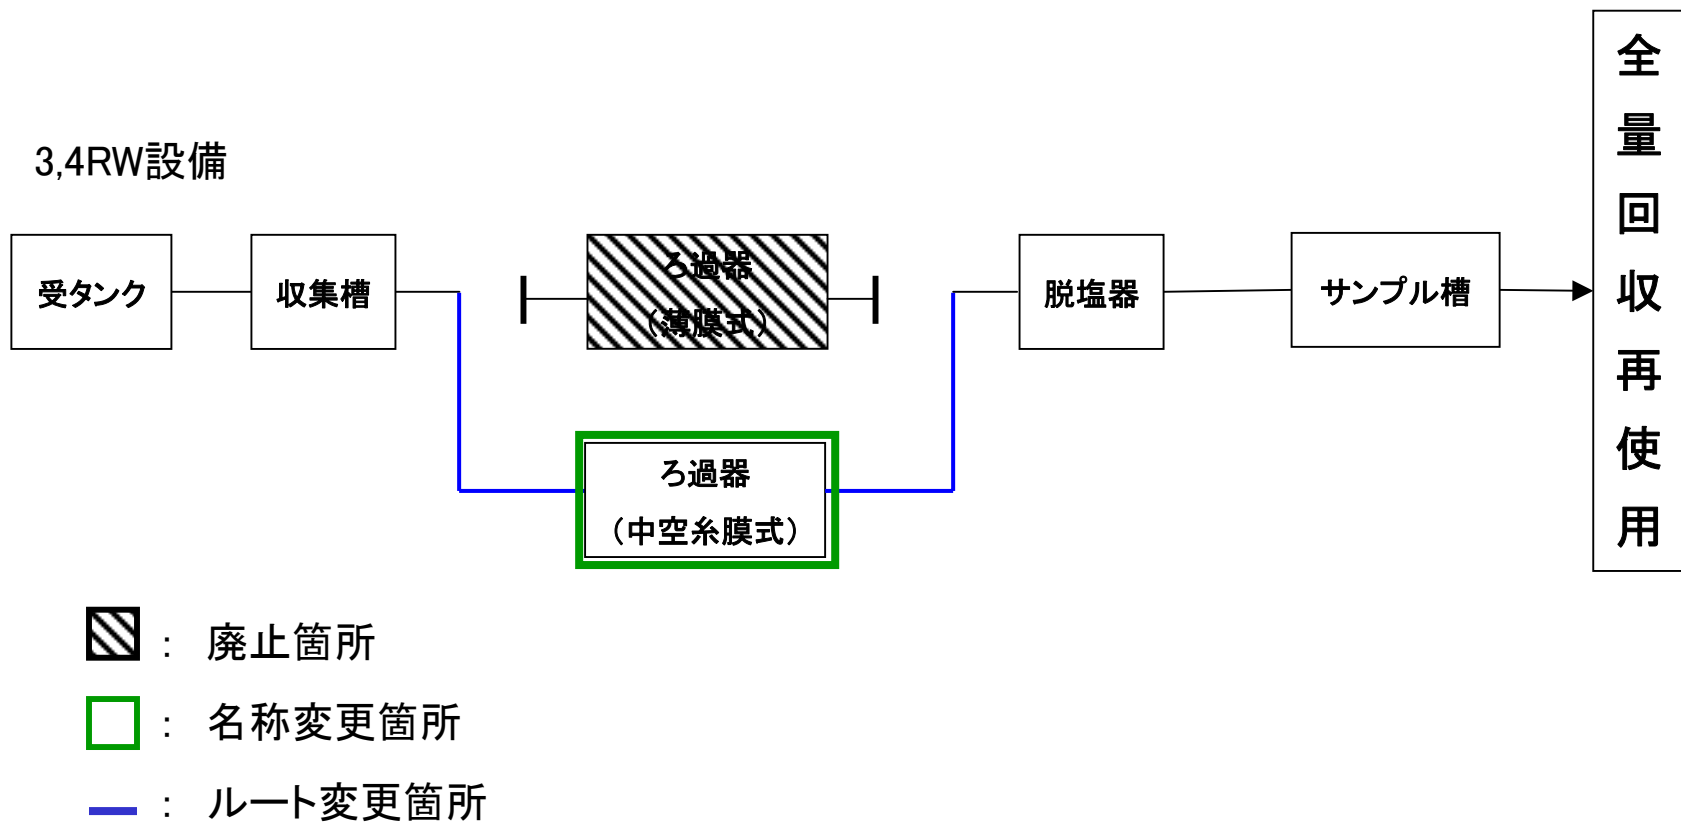 3,4RW設備
受タンク
収集槽
ろ過器
（薄膜式）
ろ過器
（中空糸膜式）
脱塩器
サンプル槽
全量回収再使用
： 廃止箇所
： 名称変更箇所
： ルート変更箇所